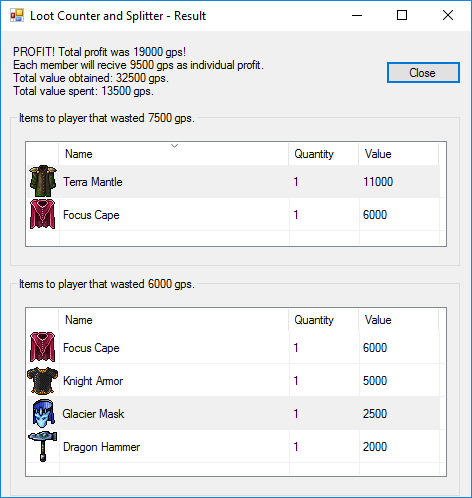 Loot Counter and Splitter - Result
PROFIT! Total profit was 19000 gps!
Each member will recive 9500 gps as individual profit.
Total value obtained: 32500 gps.
Total value spent: 13500 gps.
Close
Items to player that wasted 7500 gps.
Name Quantity Value
Terra Mantle 1 11000
Focus Cape 1 6000
Items to player that wasted 6000 gps.
Name Quantity Value
Focus Cape 1 6000
Knight Armor 1 5000
Glacier Mask 1 2500
Dragon Hammer 1 2000